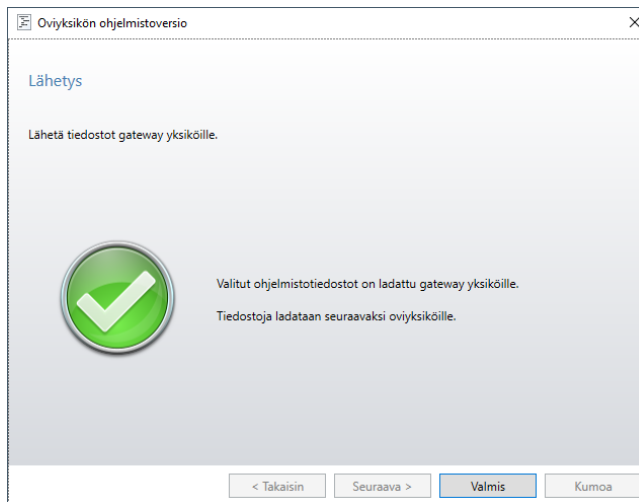 Oviyksikön ohjelmistoversio
Lähetys
Lähetä tiedostot gateway yksiköille.
Valitut ohjelmistotiedostot on ladattu gateway yksiköille.
Tiedostoja ladataan seuraavaksi oviyksiköille.
< Takaisin
Seuraava >
Valmis
Kumoa